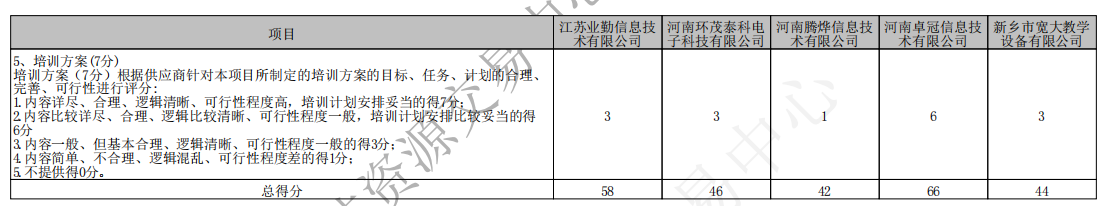 项目
江苏业勤信息技
术有限公司
河南环茂泰科电
子科技有限公司
河南腾烨信息技
术有限公司
河南卓冠信息技
术有限公司
新乡市宽大教学
设备有限公司
5、培训方案(7分)
培训方案（7分）根据供应商针对本项目所制定的培训方案的目标、任务、计划的合理、
完善、可行性进行评分:
1.内容详尽、合理、逻辑清晰、可行性程度高，培训计划安排妥当的得7分；
2.内容比较详尽、合理、逻辑比较清晰、可行性程度一般，培训计划安排比较妥当的得
6分
3.内容一般、但基本合理、逻辑清晰、可行性程度一般的得3分；
4.内容简单、不合理、逻辑混乱、可行性程度差的得1分；
5.不提供得0分。
3
3
1
6
3
总得分
58
46
42
66
44
资源交易
易中心